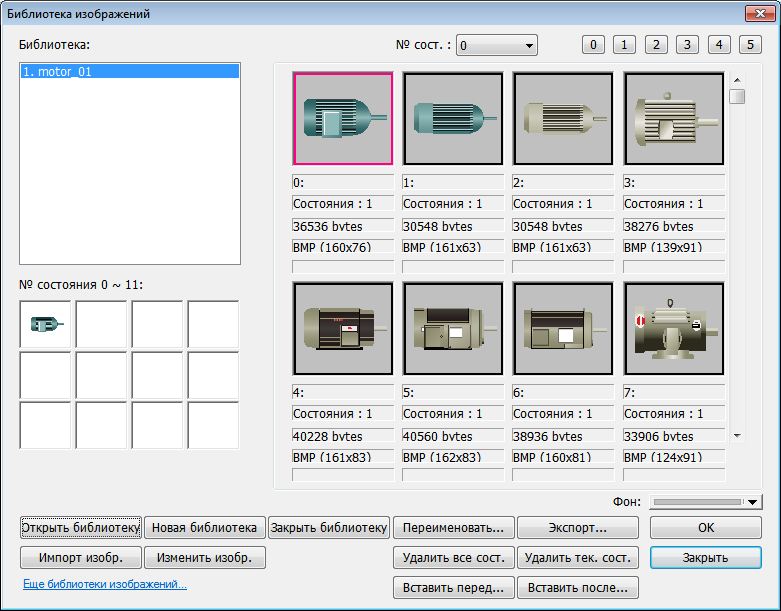 Библиотека изображений
Библиотека:
№ сост. : 0
0 1 2 3 4 5
1. motor_01
0: 1: 2: 3:
Состояния : 1 Состояния : 1 Состояния : 1 Состояния : 1
36536 bytes 30548 bytes 30548 bytes 38276 bytes
BMP (160x76) BMP (161x63) BMP (161x63) BMP (139x91)
№ состояния 0 ~ 11:
4: 5: 6: 7:
Состояния : 1 Состояния : 1 Состояния : 1 Состояния : 1
40228 bytes 40560 bytes 38936 bytes 33906 bytes
BMP (161x83) BMP (162x83) BMP (160x81) BMP (124x91)
Фон:
Открыть библиотеку Новая библиотека Закрыть библиотеку Переименовать... Экспорт... OK
Импорт изобр. Изменить изобр. Удалить все сост. Удалить тек. сост. Закрыть
Еще библиотеки изображений... Вставить перед... Вставить после...